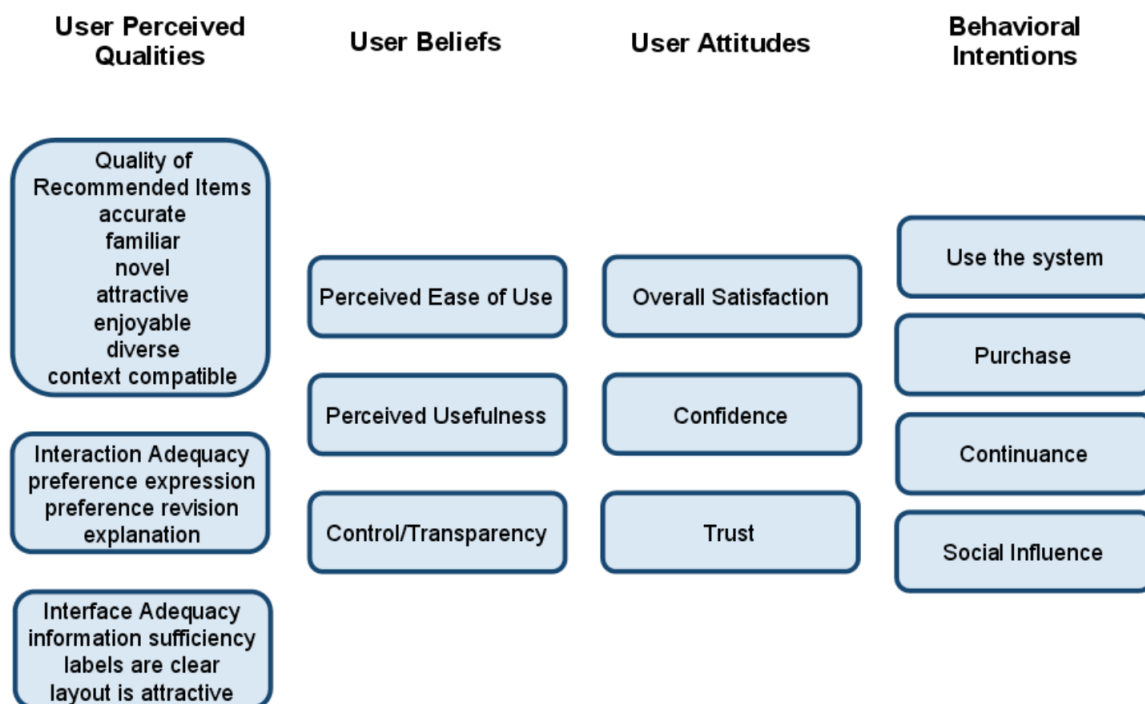 User Perceived
Qualities
User Beliefs
User Attitudes
Behavioral
Intentions
Quality of
Recommended Items
accurate
familiar
novel
attractive
enjoyable
diverse
context compatible
Interaction Adequacy
preference expression
preference revision
explanation
Interface Adequacy
information sufficiency
labels are clear
layout is attractive
Perceived Ease of Use
Perceived Usefulness
Control/Transparency
Overall Satisfaction
Confidence
Trust
Use the system
Purchase
Continuance
Social Influence